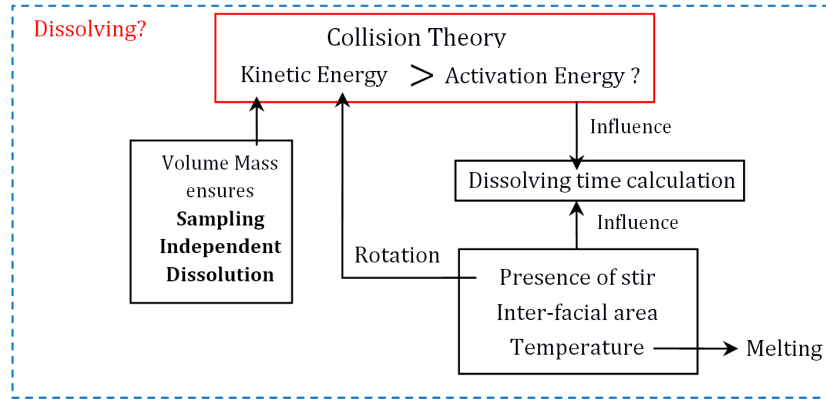 Dissolving?
Collision Theory
Kinetic Energy > Activation Energy ?
Influence
Volume Mass
ensures
Sampling
Independent
Dissolution
Dissolving time calculation
Influence
Rotation
Presence of stir
Inter-facial area
Temperature
Melting